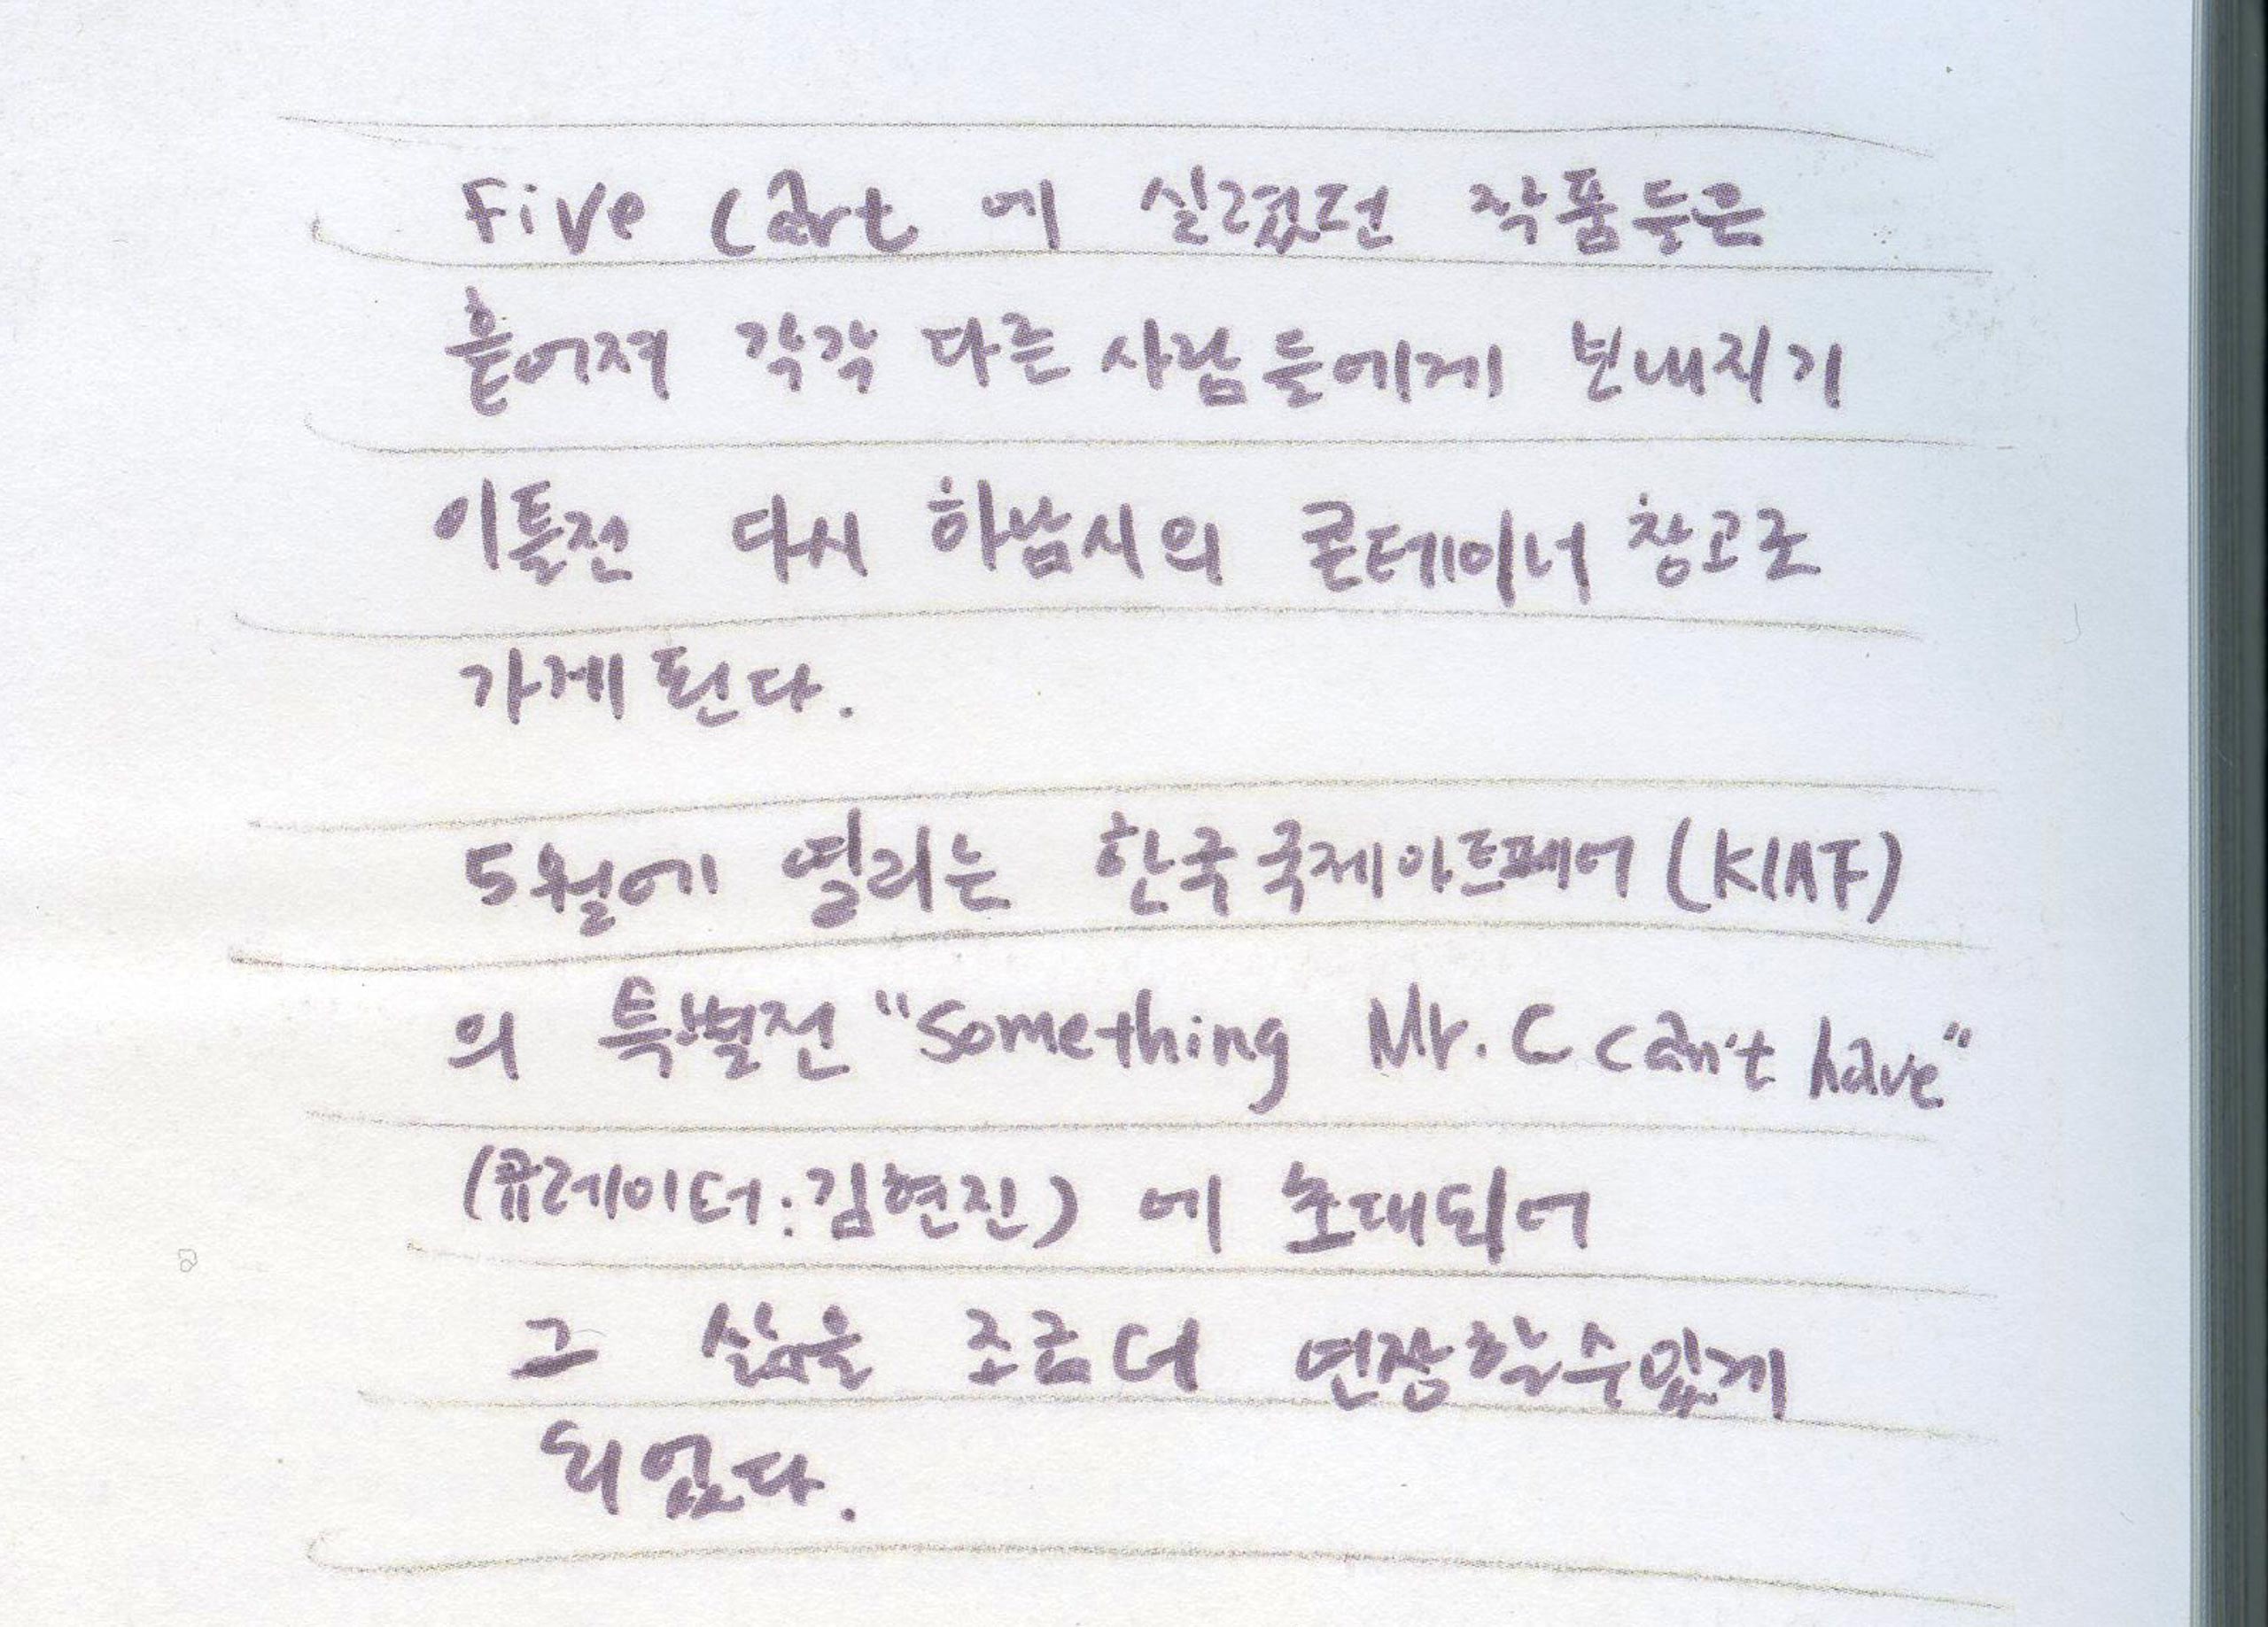 Five Cart 에 실렸던 작품들은
흩어져 각각 다른 사람들에게 보내지기
이틀전 다시 하남시의 콘테이너 창고로
가게 된다.
5월에 열리는 한국국제아트페어 (KIAF)
의 특별전 "Something Mr. C can't have"
(큐레이터:김현진) 에 초대되어
그 삶을 조금더 연장할수있게
되었다.